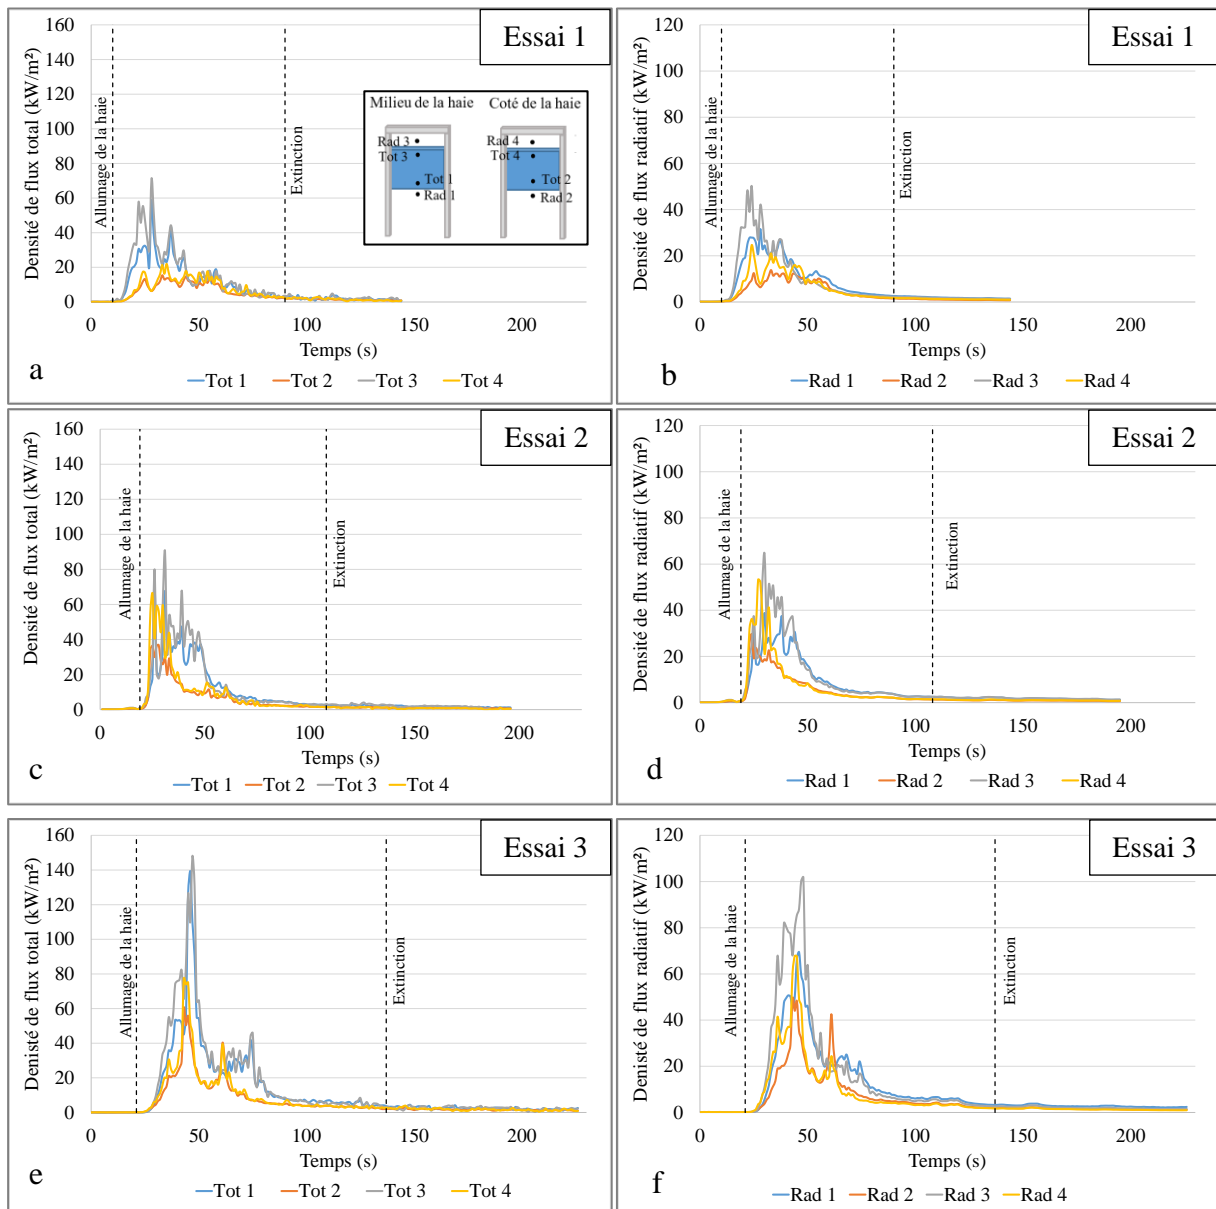 Essai 1
Densité de flux total (kW/m²)
160
140
120
100
80
60
40
20
0
Allumage de la haie
Extinction
Milieu de la haie
Coté de la haie
Rad 3
Tot 3
Tot 1
Rad 1
Rad 4
Tot 4
Tot 2
Rad 2
0 50 100 150 200
Temps (s)
a
Tot 1 Tot 2 Tot 3 Tot 4
Essai 1
Densité de flux radiatif (kW/m²)
120
100
80
60
40
20
0
Allumage de la haie
Extinction
0 50 100 150 200
Temps (s)
b
Rad 1 Rad 2 Rad 3 Rad 4
Essai 2
Densité de flux total (kW/m²)
160
140
120
100
80
60
40
20
0
Allumage de la haie
Extinction
0 50 100 150 200
Temps (s)
c
Tot 1 Tot 2 Tot 3 Tot 4
Essai 2
Densité de flux radiatif (kW/m²)
120
100
80
60
40
20
0
Allumage de la haie
Extinction
0 50 100 150 200
Temps (s)
d
Rad 1 Rad 2 Rad 3 Rad 4
Essai 3
Denisté de flux total (kW/m²)
160
140
120
100
80
60
40
20
0
Allumage de la haie
Extinction
0 50 100 150 200
Temps (s)
e
Tot 1 Tot 2 Tot 3 Tot 4
Essai 3
Densité de flux radiatif (kW/m²)
120
100
80
60
40
20
0
Allumage de la haie
Extinction
0 50 100 150 200
Temps (s)
f
Rad 1 Rad 2 Rad 3 Rad 4